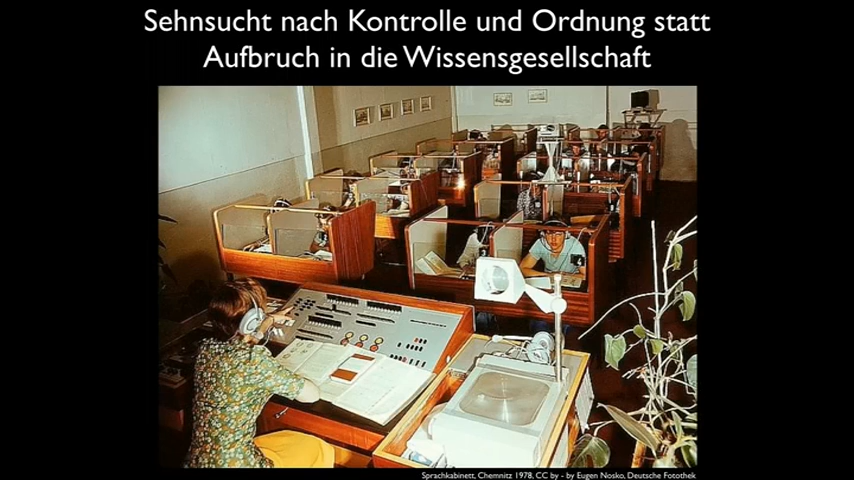 Sehnsucht nach Kontrolle und Ordnung statt
Aufbruch in die Wissensgesellschaft
Sprachkabinett, Chemnitz 1978, CC by - by Eugen Nosko, Deutsche Fotothek